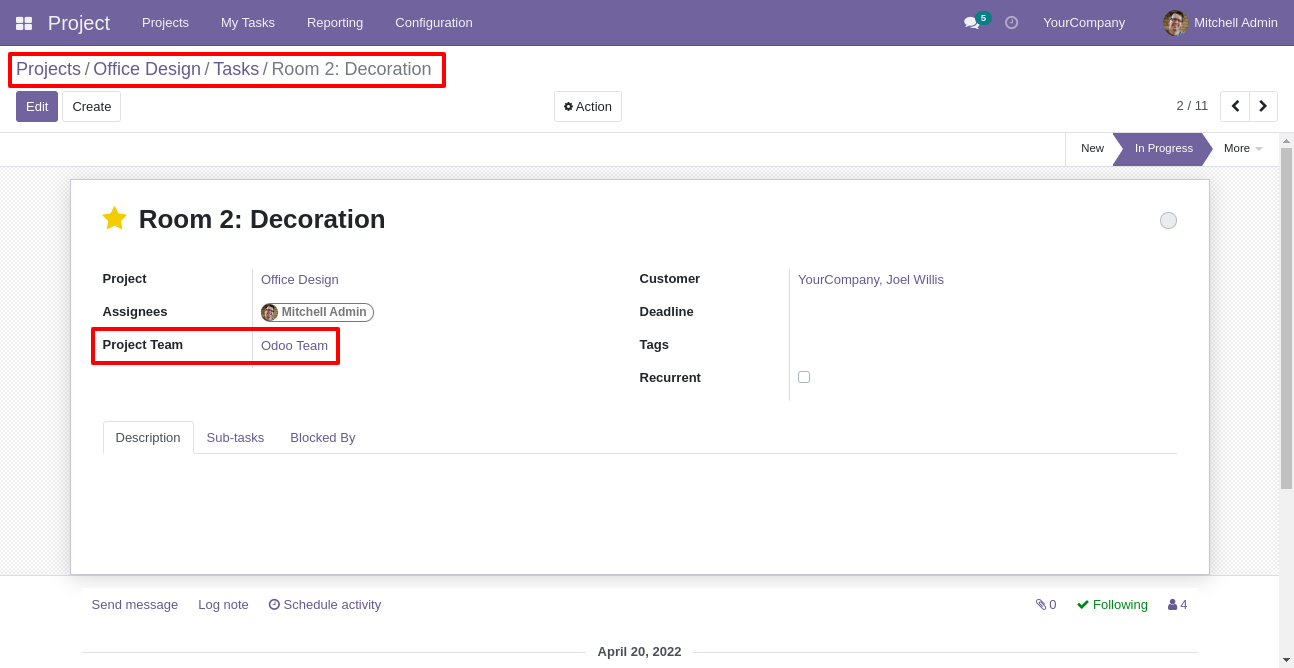 Project Projects My Tasks Reporting Configuration 5 YourCompany Mitchell Admin
Projects / Office Design / Tasks / Room 2: Decoration
Edit Create Action 2 / 11
New In Progress More
Room 2: Decoration
Project Office Design Customer YourCompany, Joel Willis
Assignees Mitchell Admin Deadline
Project Team Odoo Team Tags
Recurrent
Description Sub-tasks Blocked By
Send message Log note Schedule activity 0 Following 4
April 20, 2022